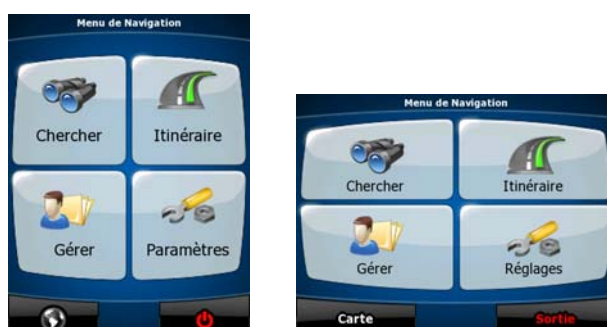 Menu de Navigation
Chercher
Itinéraire
Gérer
Paramètres
Menu de Navigation
Chercher
Itinéraire
Gérer
Réglages
Carte
Sortie